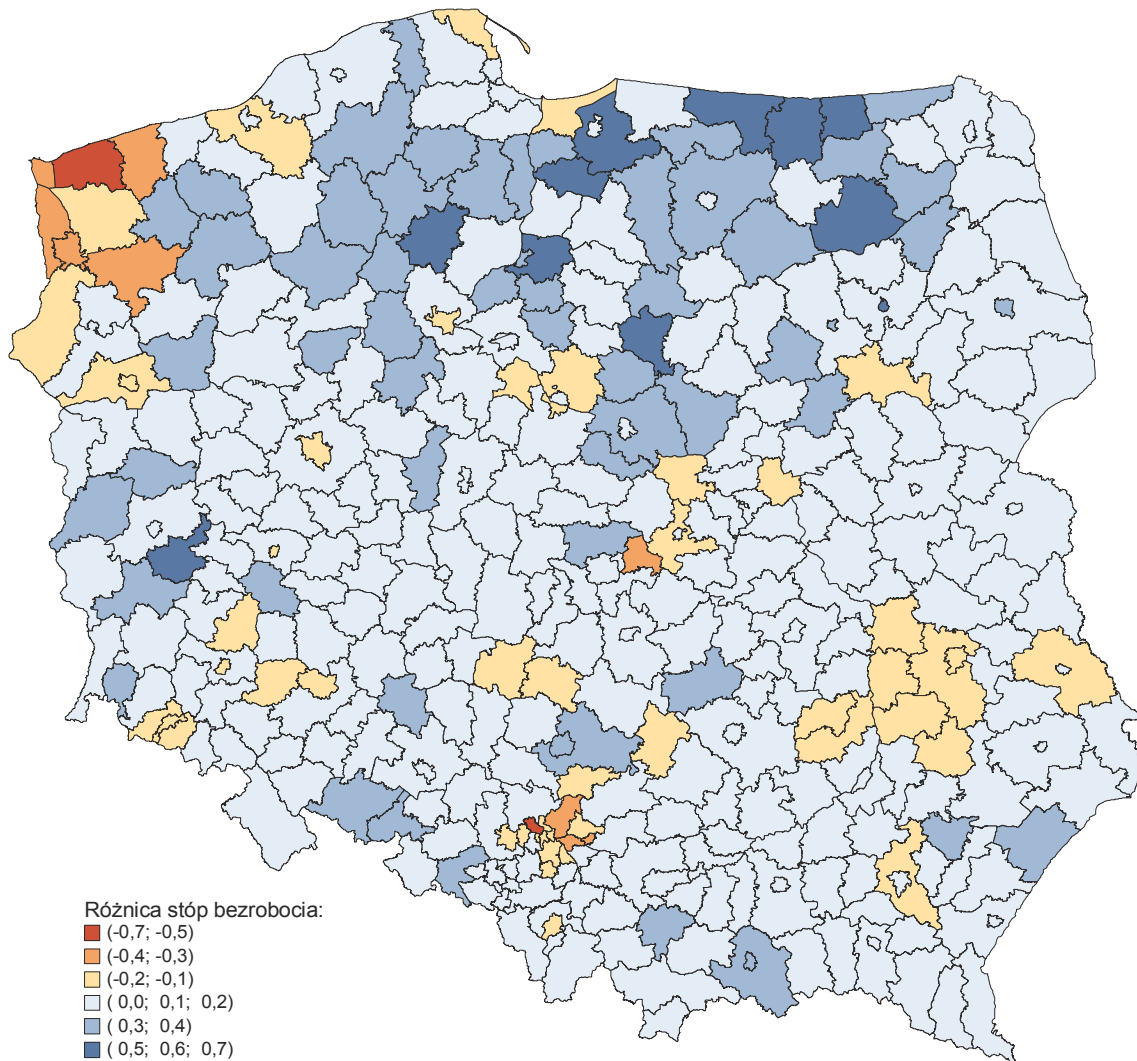 Różnica stóp bezrobocia:
(-0,7; -0,5)
(-0,4; -0,3)
(-0,2; -0,1)
( 0,0; 0,1; 0,2)
( 0,3; 0,4)
( 0,5; 0,6; 0,7)